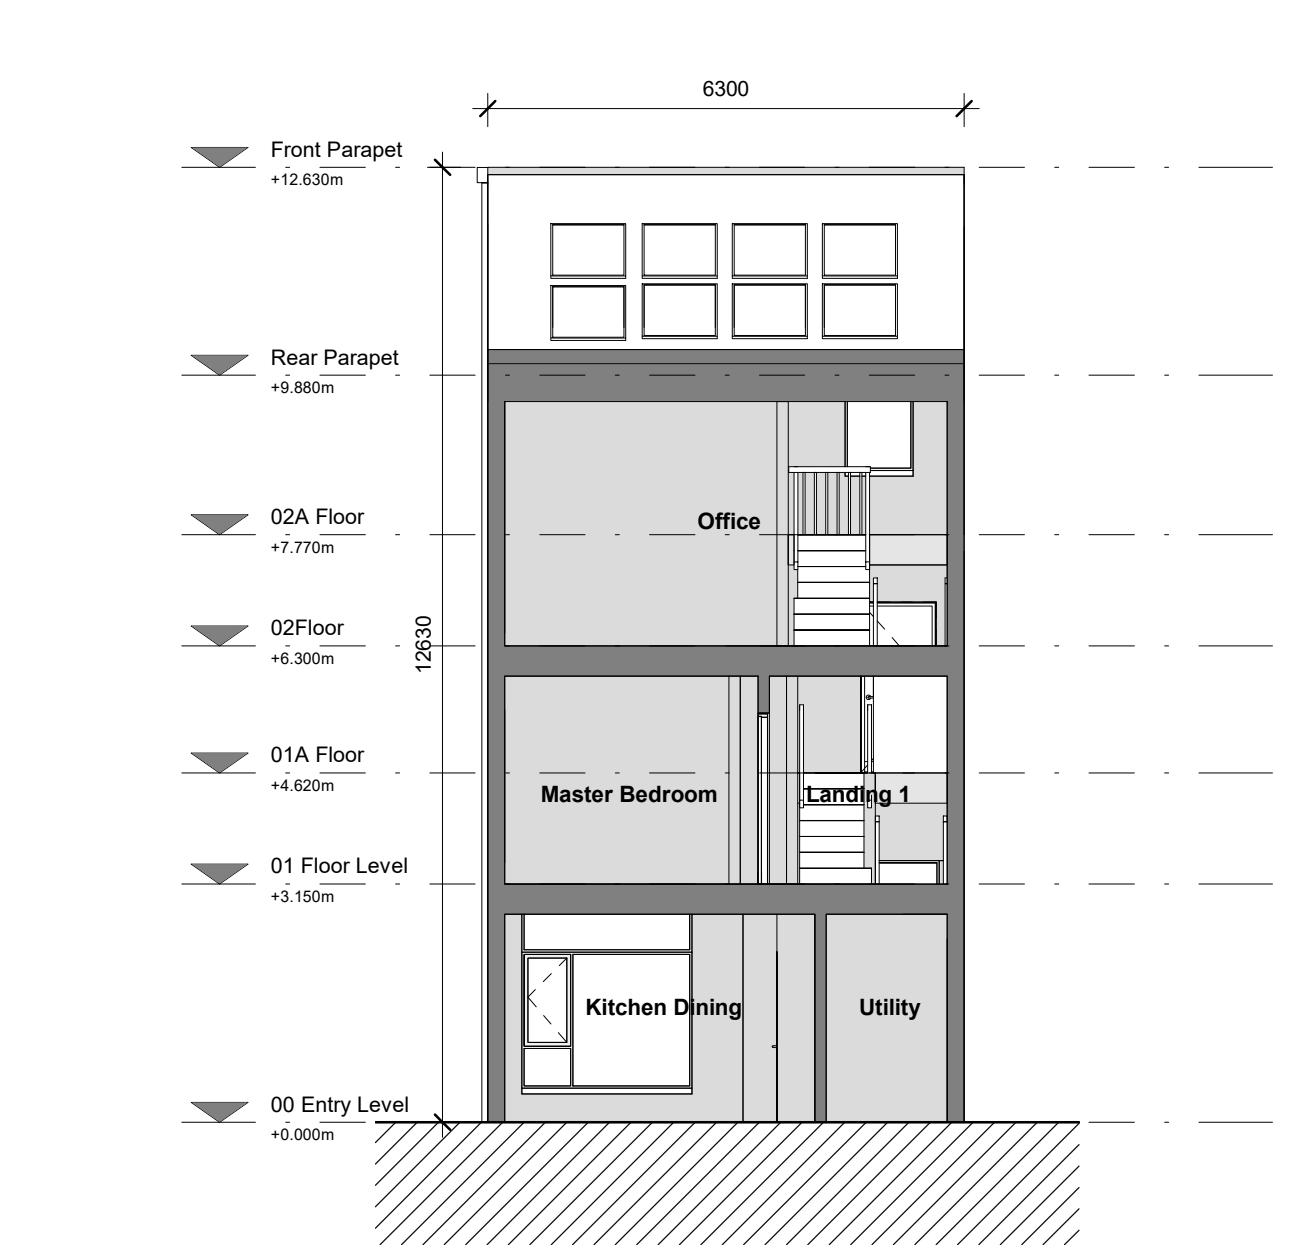 6300
Front Parapet
+12.630m
Rear Parapet
+9.880m
02A Floor
+7.770m
Office
02Floor
+6.300m
12630
01A Floor
+4.620m
Master Bedroom
Landing 1
01 Floor Level
+3.150m
Kitchen Dining
Utility
00 Entry Level
+0.000m